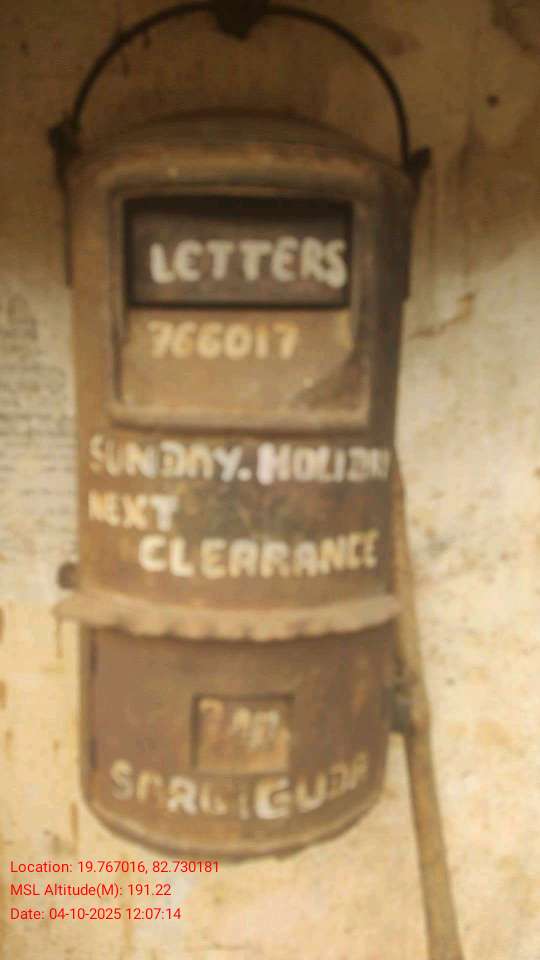 LETTERS
766017
SUNDAY. HOLIDAY
NEXT
CLEARANCE
SARGIGUDA
Location: 19.767016, 82.730181
MSL Altitude(M): 191.22
Date: 04-10-2025 12:07:14